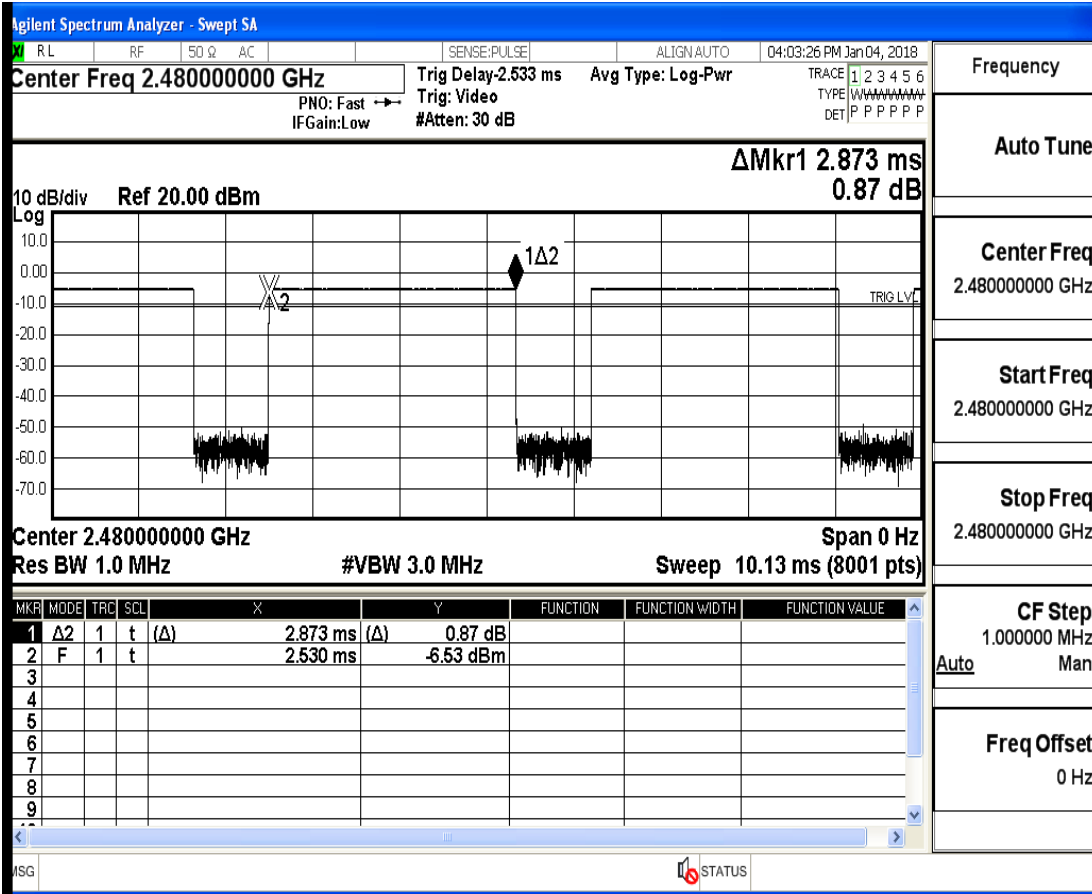 Agilent Spectrum Analyzer - Swept SA
RL RF 50 Ω AC SENSE:PULSE ALIGN AUTO 04:03:26 PM Jan 04, 2018
Center Freq 2.480000000 GHz
PNO: Fast
IFGain:Low
Trig Delay-2.533 ms
Trig: Video
#Atten: 30 dB
Avg Type: Log-Pwr
TRACE 1 2 3 4 5 6
TYPE WWWWWW
DET P P P P P P
ΔMkr1 2.873 ms
0.87 dB
10 dB/div Ref 20.00 dBm
Log
10.0
0.00
-10.0
-20.0
-30.0
-40.0
-50.0
-60.0
-70.0
1Δ2
2
TRIG LVL
Center 2.480000000 GHz Span 0 Hz
Res BW 1.0 MHz #VBW 3.0 MHz Sweep 10.13 ms (8001 pts)
MKR MODE TRC SCL X Y FUNCTION FUNCTION WIDTH FUNCTION VALUE
1 Δ2 1 t (Δ) 2.873 ms (Δ) 0.87 dB
2 F 1 t 2.530 ms -6.53 dBm
3
4
5
6
7
8
9
MSG STATUS
Frequency
Auto Tune
Center Freq
2.480000000 GHz
Start Freq
2.480000000 GHz
Stop Freq
2.480000000 GHz
CF Step
1.000000 MHz
Auto Man
Freq Offset
0 Hz